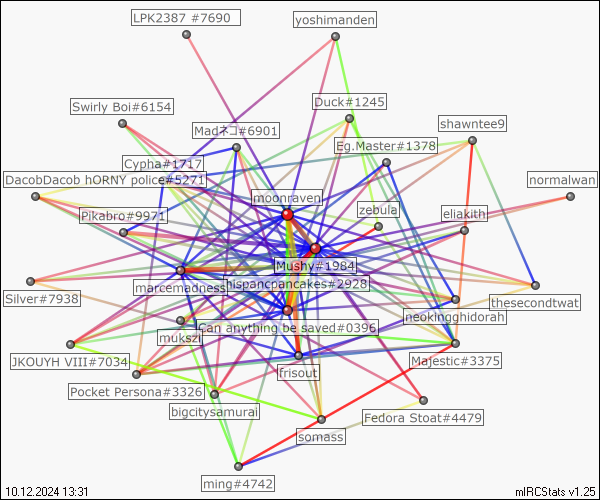 LPK2387 #7690
yoshimanden
Duck#1245
Swirly Boi#6154
Madネコ#6901
shawntee9
Eg.Master#1378
Cypha#1717
DacobDacob hORNY police#5271
normalwan
moonraven
zebula
eliakith
Pikabro#9971
Mushy#1984
marcemadness
hispancpancakes#2928
Silver#7938
thesecondtwat
neokingghidorah
Can anything be saved#0396
mukszi
JKOUYH VIII#7034
Majestic#3375
frisout
Pocket Persona#3326
bigcitysamurai
Fedora Stoat#4479
somass
ming#4742
10.12.2024 13:31
mIRCStats v1.25